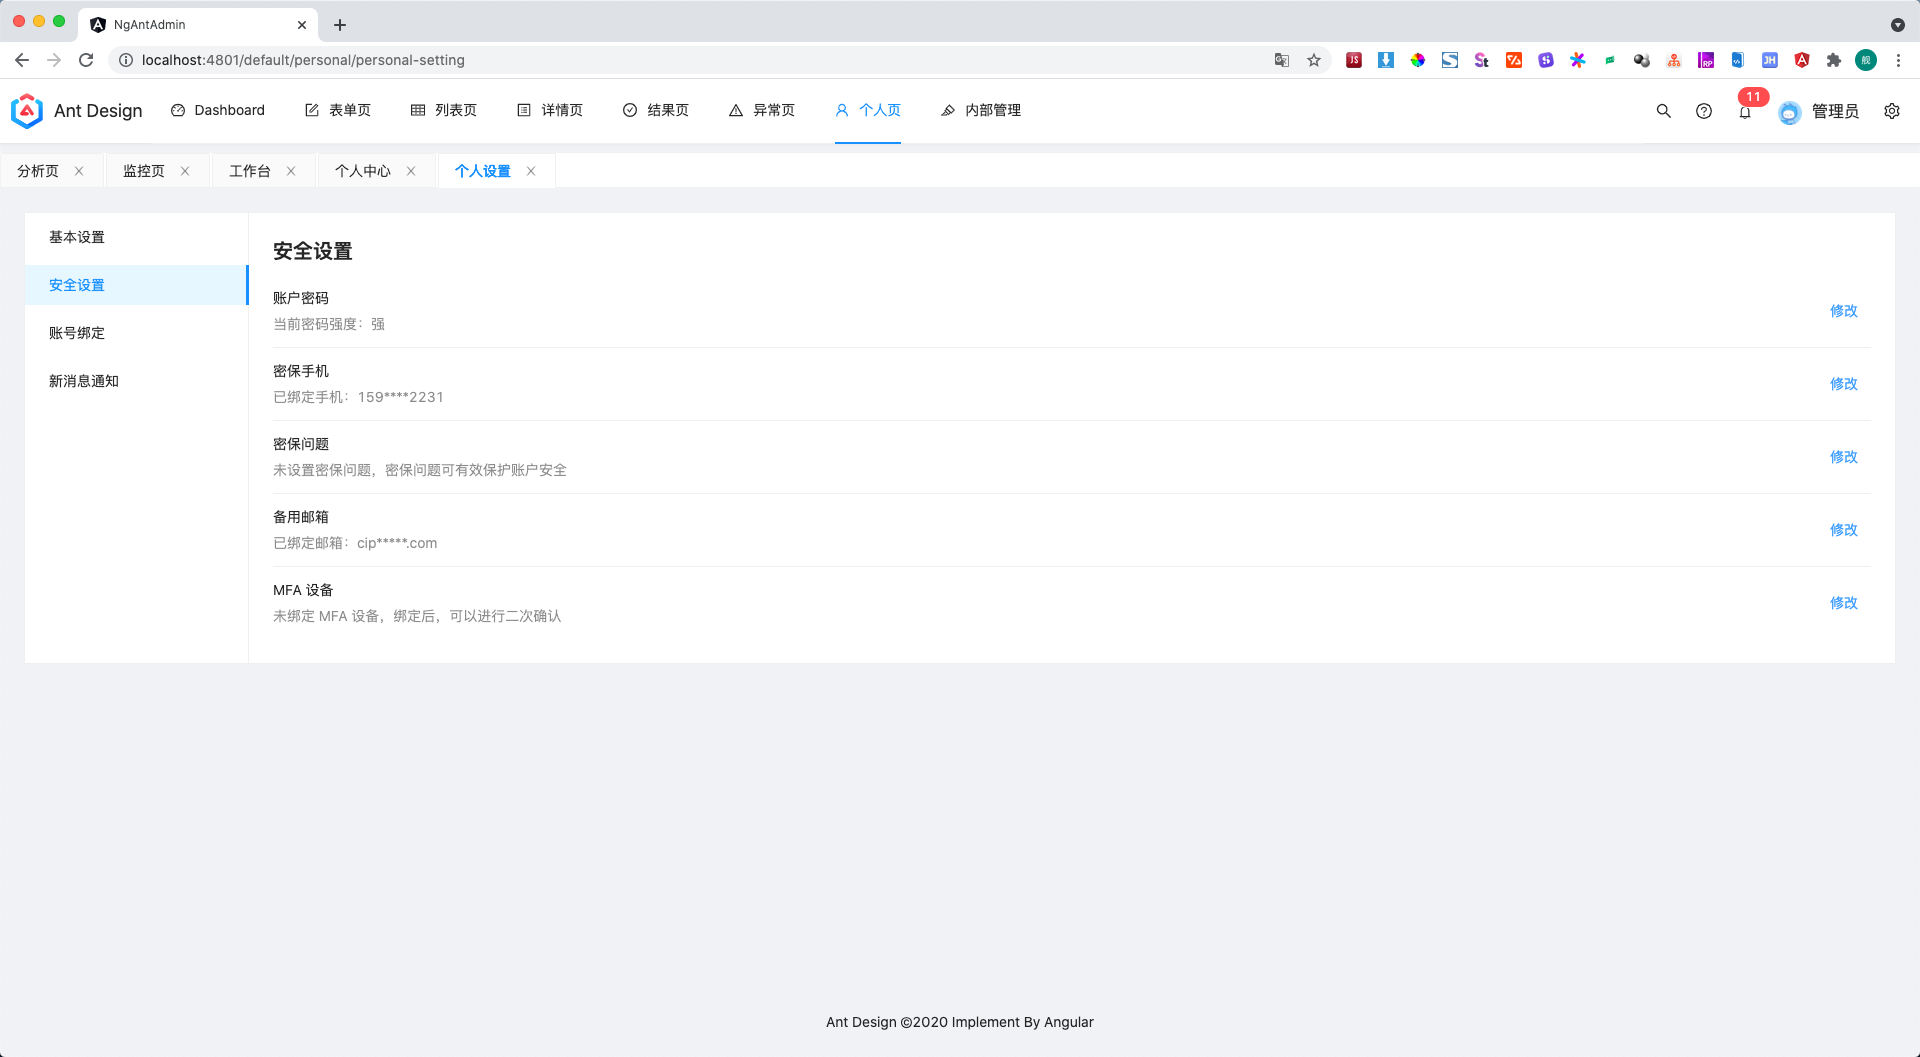 NgAntAdmin
localhost:4801/default/personal/personal-setting
Ant Design
Dashboard
表单页
列表页
详情页
结果页
异常页
个人页
内部管理
11
管理员
分析页
监控页
工作台
个人中心
个人设置
基本设置
安全设置
账号绑定
新消息通知
安全设置
账户密码
当前密码强度：强
修改
密保手机
已绑定手机：159****2231
修改
密保问题
未设置密保问题，密保问题可有效保护账户安全
修改
备用邮箱
已绑定邮箱：cip*****.com
修改
MFA 设备
未绑定 MFA 设备，绑定后，可以进行二次确认
修改
Ant Design ©2020 Implement By Angular